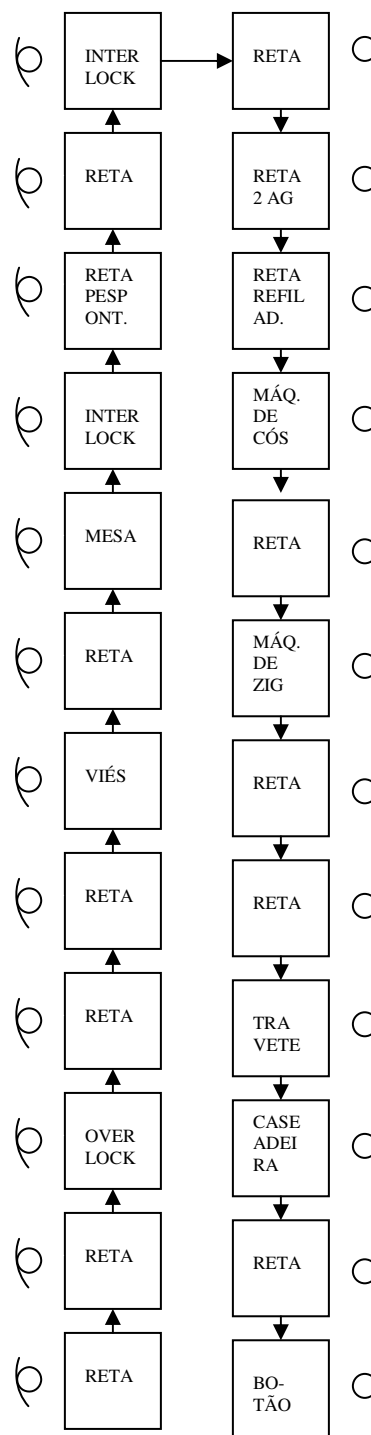 INTER
LOCK
RETA
RETA
PESP
ONT.
INTER
LOCK
MESA
RETA
VIÉS
RETA
RETA
OVER
LOCK
RETA
RETA
RETA
RETA
2 AG
RETA
REFIL
AD.
MÁQ.
DE
CÓS
RETA
MÁQ.
DE
ZIG
RETA
RETA
TRA
VETE
CASE
ADEI
RA
RETA
BO-
TÃO